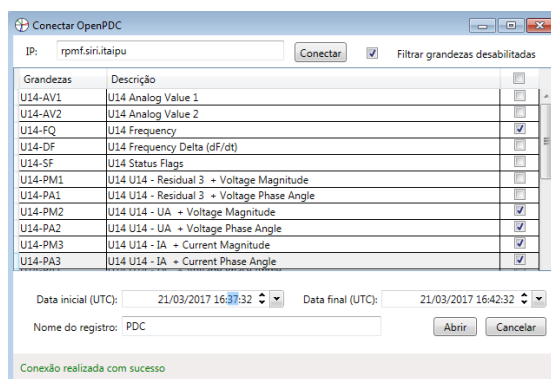 Conectar OpenPDC
IP: rpmf.siri.itaipu Conectar Filtrar grandezas desabilitadas
Grandezas Descrição
U14-AV1 U14 Analog Value 1
U14-AV2 U14 Analog Value 2
U14-FQ U14 Frequency
U14-DF U14 Frequency Delta (dF/dt)
U14-SF U14 Status Flags
U14-PM1 U14 U14 - Residual 3 + Voltage Magnitude
U14-PA1 U14 U14 - Residual 3 + Voltage Phase Angle
U14-PM2 U14 U14 - UA + Voltage Magnitude
U14-PA2 U14 U14 - UA + Voltage Phase Angle
U14-PM3 U14 U14 - IA + Current Magnitude
U14-PA3 U14 U14 - IA + Current Phase Angle
Data inicial (UTC): 21/03/2017 16:37:32 Data final (UTC): 21/03/2017 16:42:32
Nome do registro: PDC Abrir Cancelar
Conexão realizada com sucesso